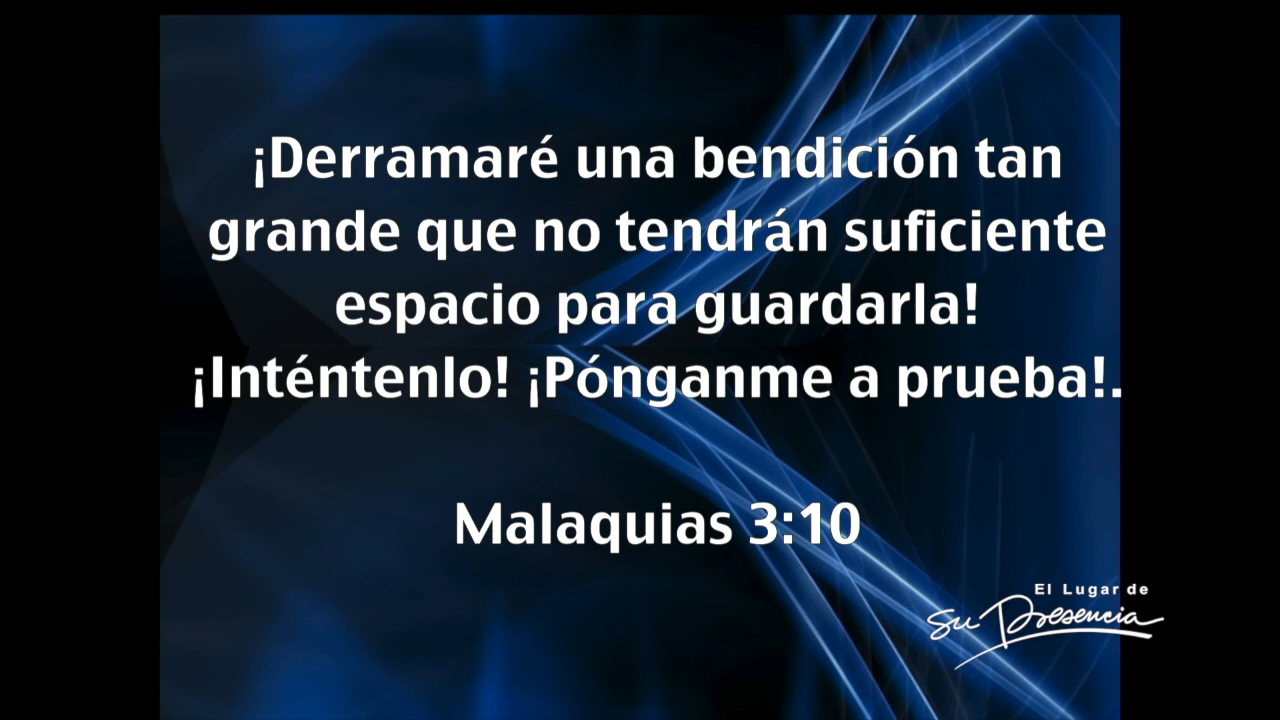 ¡Derramaré una bendición tan
grande que no tendrán suficiente
espacio para guardarla!
¡Inténtenlo! ¡Pónganme a prueba!.
Malaquias 3:10
El Lugar de
Su Presencia